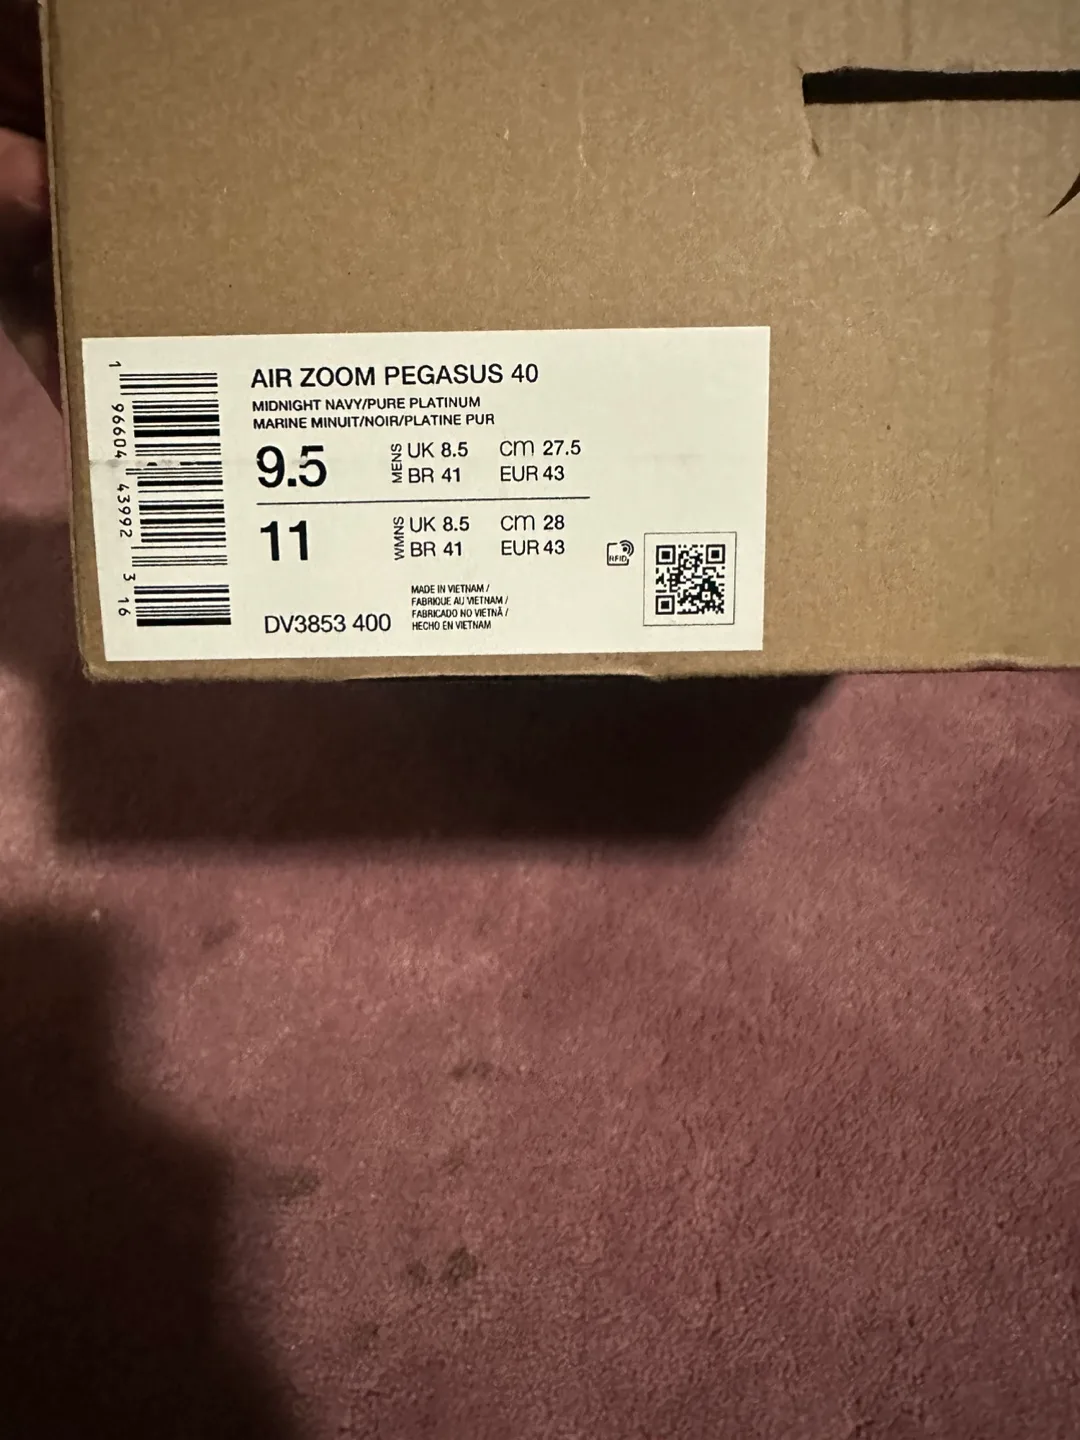 AIR ZOOM PEGASUS 40
MIDNIGHT NAVY/PURE PLATINUM
MARINE MINUIT/NOIR/PLATINE PUR
9.5 MENS UK 8.5 CM 27.5
BR 41 EUR 43
11 WMNS UK 8.5 CM 28
BR 41 EUR 43
MADE IN VIETNAM /
FABRIQUE AU VIETNAM /
FABRICADO NO VIETNÃ /
HECHO EN VIETNAM
DV3853 400
RFID
1 96604 43992 3 16